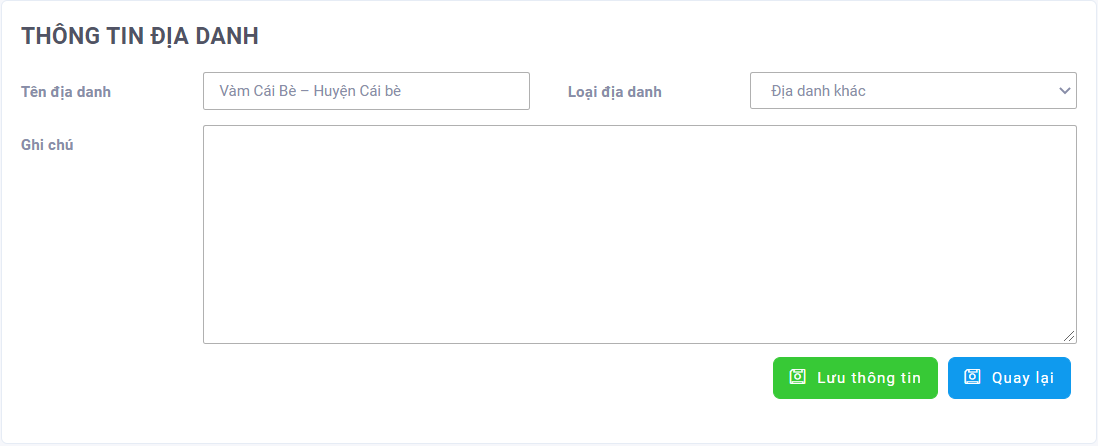 THÔNG TIN ĐỊA DANH
Tên địa danh
Vàm Cái Bè – Huyện Cái bè
Loại địa danh
Địa danh khác
Ghi chú
Lưu thông tin
Quay lại